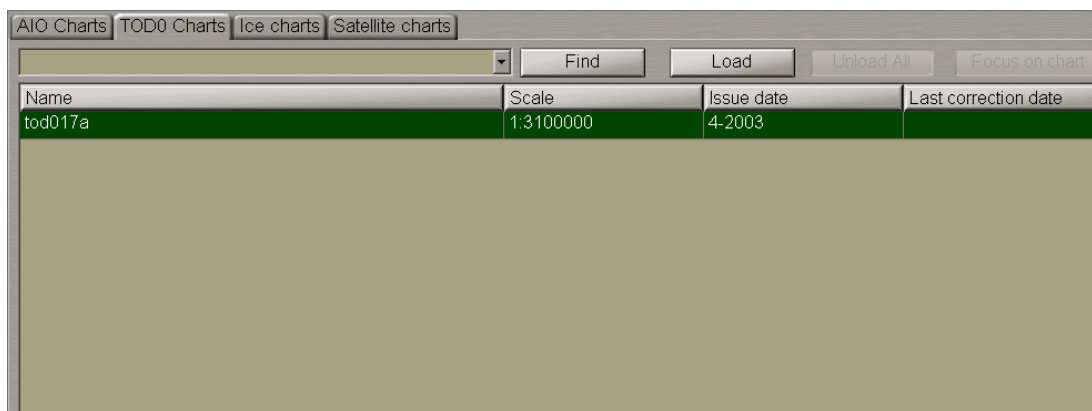 AIO Charts TOD0 Charts Ice charts Satellite charts
Find Load Unload All Focus on chart
Name Scale Issue date Last correction date
tod017a 1:3100000 4-2003